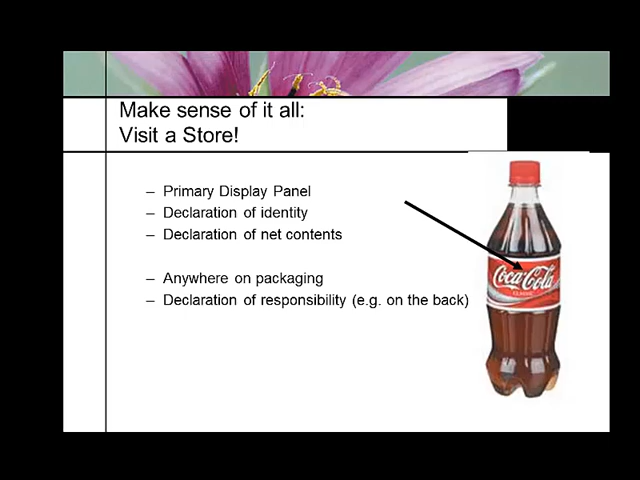 Make sense of it all:
Visit a Store!
– Primary Display Panel
– Declaration of identity
– Declaration of net contents
– Anywhere on packaging
– Declaration of responsibility (e.g. on the back)
Coca-Cola
CLASSIC